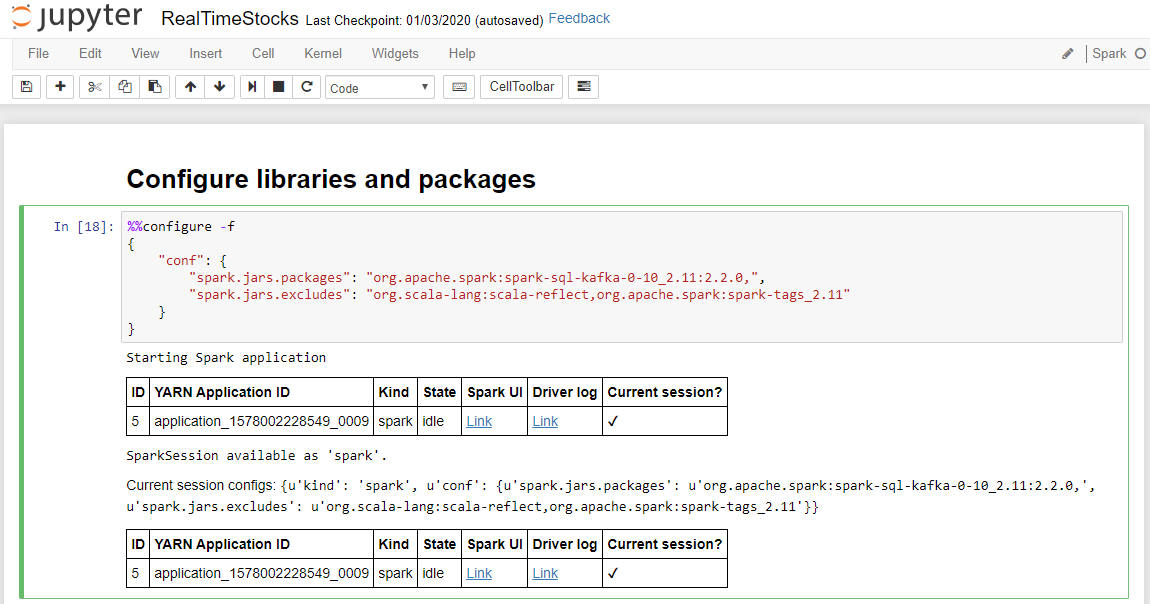 jupyter RealTimeStocks Last Checkpoint: 01/03/2020 (autosaved) Feedback
File Edit View Insert Cell Kernel Widgets Help Spark
Code CellToolbar
Configure libraries and packages
In [18]: %%configure -f
{
    "conf": {
        "spark.jars.packages": "org.apache.spark:spark-sql-kafka-0-10_2.11:2.2.0,",
        "spark.jars.excludes": "org.scala-lang:scala-reflect,org.apache.spark:spark-tags_2.11"
    }
}
Starting Spark application
ID YARN Application ID Kind State Spark UI Driver log Current session?
5 application_1578002228549_0009 spark idle Link Link ✓
SparkSession available as 'spark'.
Current session configs: {u'kind': 'spark', u'conf': {u'spark.jars.packages': u'org.apache.spark:spark-sql-kafka-0-10_2.11:2.2.0,',
u'spark.jars.excludes': u'org.scala-lang:scala-reflect,org.apache.spark:spark-tags_2.11'}}
ID YARN Application ID Kind State Spark UI Driver log Current session?
5 application_1578002228549_0009 spark idle Link Link ✓